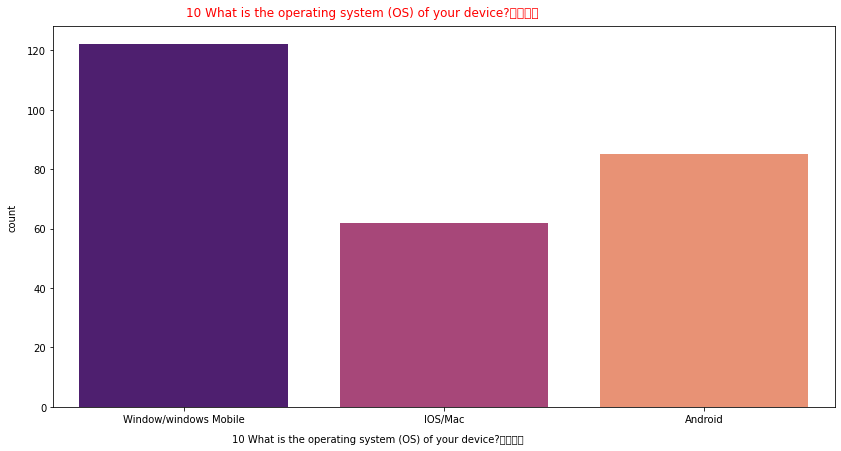 10 What is the operating system (OS) of your device?
120
100
80
60
40
20
0
count
Window/windows Mobile
IOS/Mac
Android
10 What is the operating system (OS) of your device?